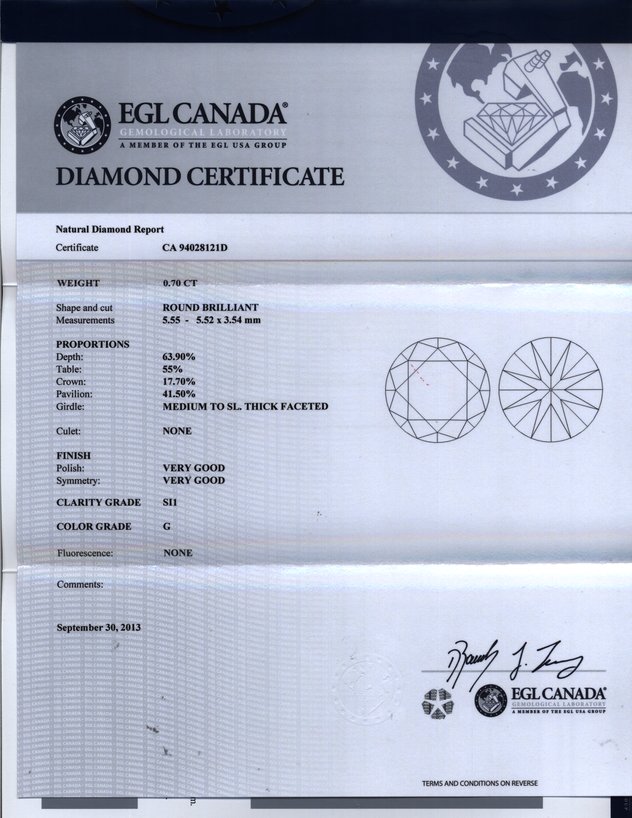 EGL CANADA®
GEMOLOGICAL LABORATORY
A MEMBER OF THE EGL USA GROUP
DIAMOND CERTIFICATE
Natural Diamond Report
Certificate CA 94028121D
WEIGHT 0.70 CT
Shape and cut ROUND BRILLIANT
Measurements 5.55 - 5.52 x 3.54 mm
PROPORTIONS
Depth: 63.90%
Table: 55%
Crown: 17.70%
Pavilion: 41.50%
Girdle: MEDIUM TO SL. THICK FACETED
Culet: NONE
FINISH
Polish: VERY GOOD
Symmetry: VERY GOOD
CLARITY GRADE SI1
COLOR GRADE G
Fluorescence: NONE
Comments:
September 30, 2013
EGL CANADA®
GEMOLOGICAL LABORATORY
A MEMBER OF THE EGL USA GROUP
TERMS AND CONDITIONS ON REVERSE